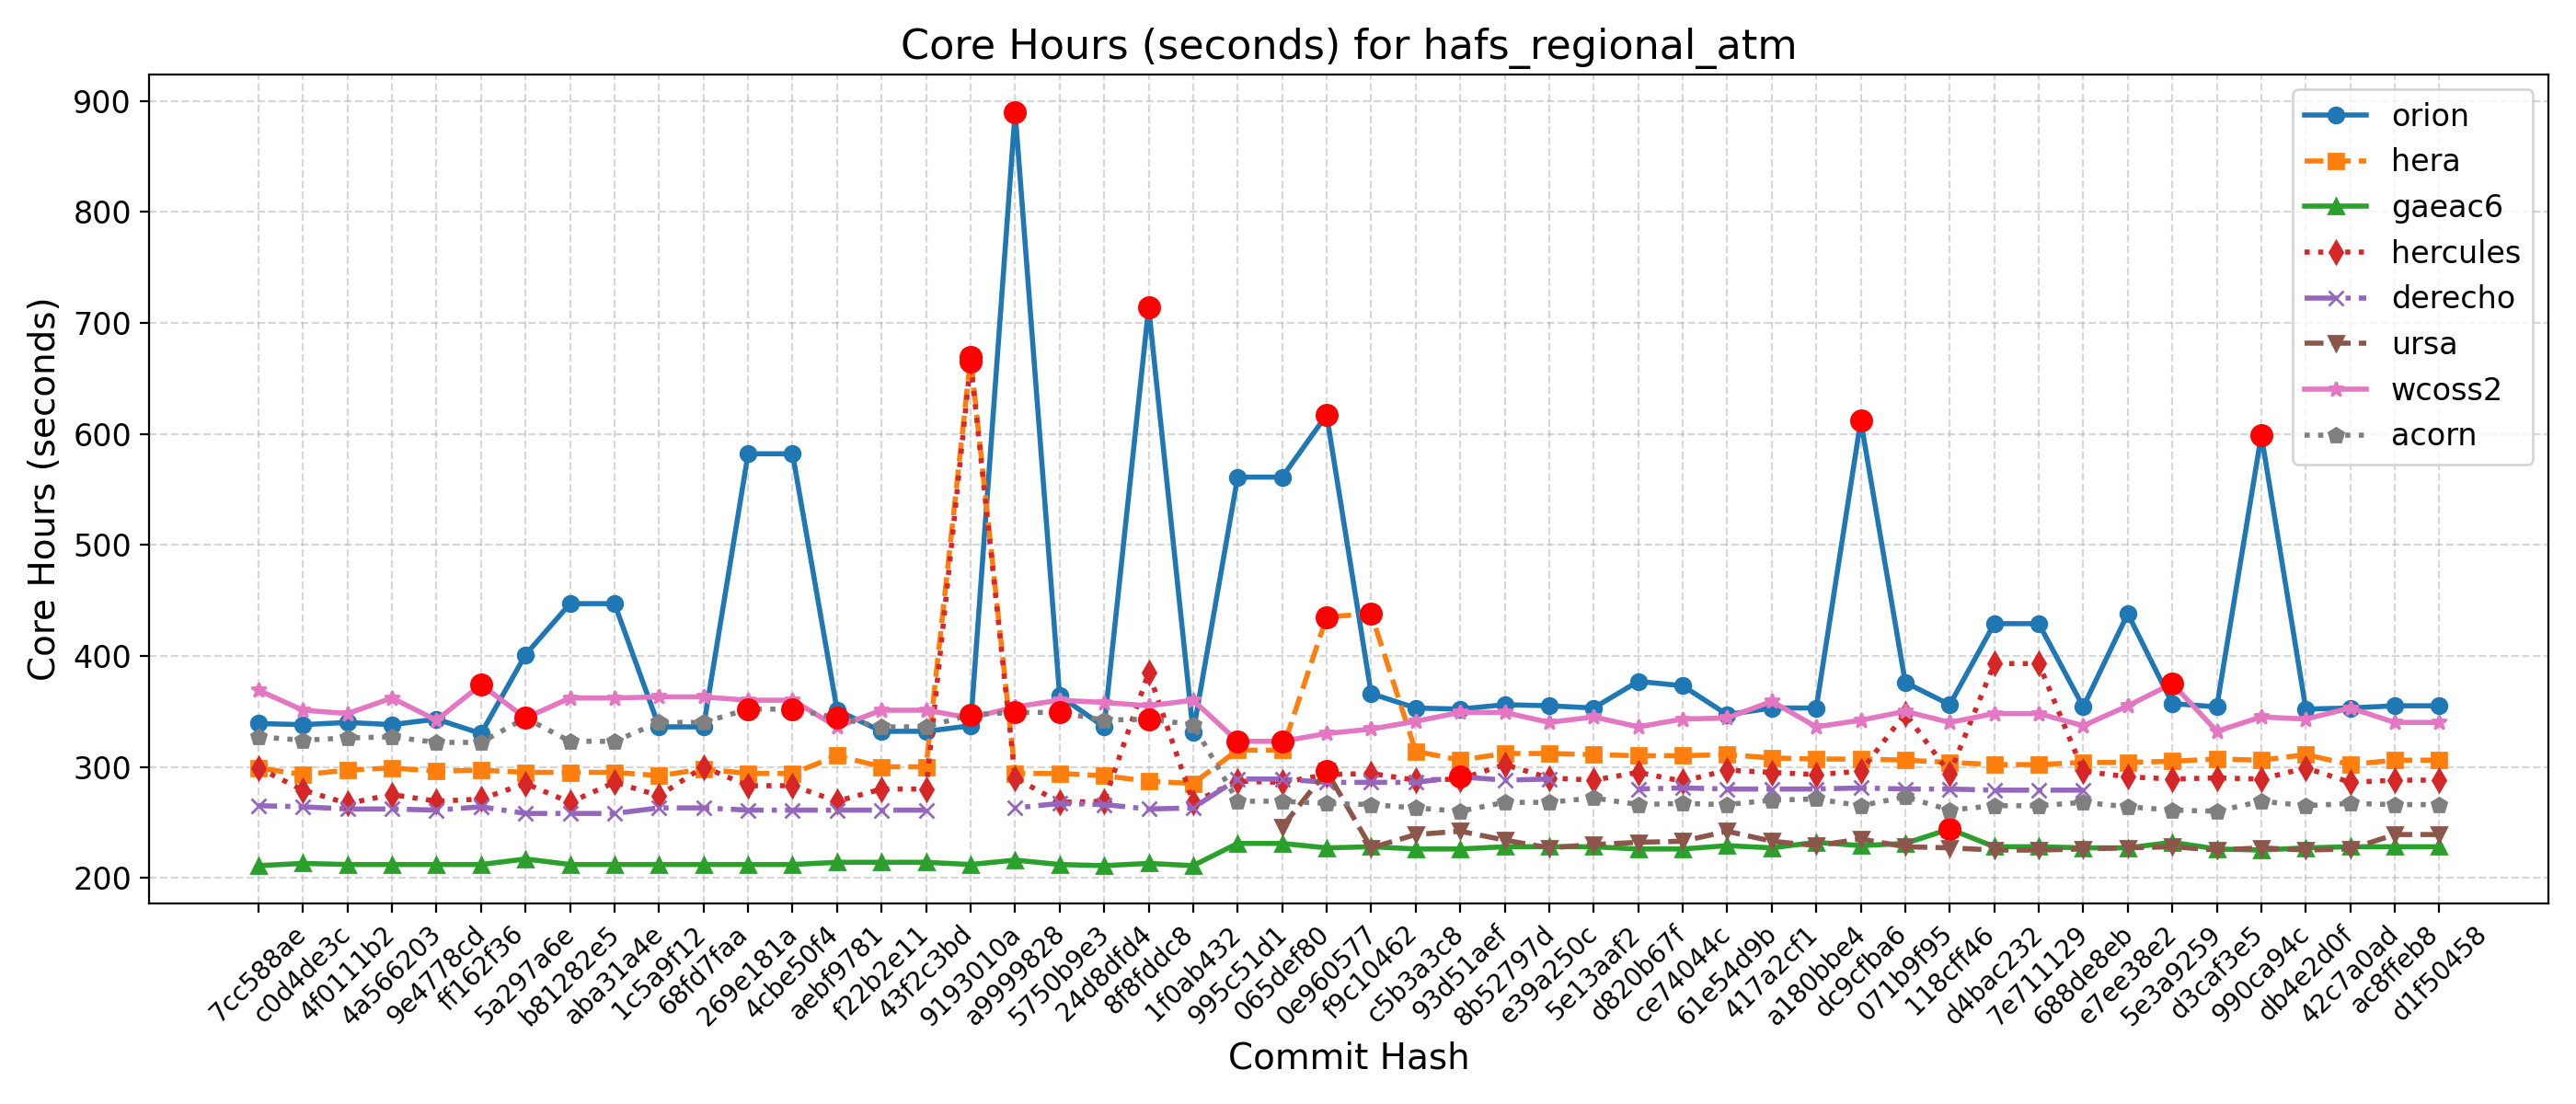 Core Hours (seconds) for hafs_regional_atm
Core Hours (seconds)
900
800
700
600
500
400
300
200
orion
hera
gaeac6
hercules
derecho
ursa
wcoss2
acorn
7cc588ae
c0d4de3c
4f0111b2
4a566203
9e4778cd
ff162f36
5a297a6e
b81282e5
aba31a4e
1c5a9f12
68fd7faa
269e181a
4cbe50f4
aebf9781
f22b2e11
43f2c3bd
9193010a
a9999828
5750b9e3
24d8dfd4
8f8fddc8
1f0ab432
995c51d1
065def80
0e960577
f9c10462
c5b3a3c8
93d51aef
8b52797d
e39a250c
5e13aaf2
d820b67f
ce74044c
61e54d9b
417a2cf1
a180bbe4
dc9cfba6
071b9f95
118cff46
d4bac232
7e711129
688de8eb
e7ee38e2
5e3a9259
d3caf3e5
990ca94c
db4e2d0f
42c7a0ad
ac8ffeb8
d1f50458
Commit Hash